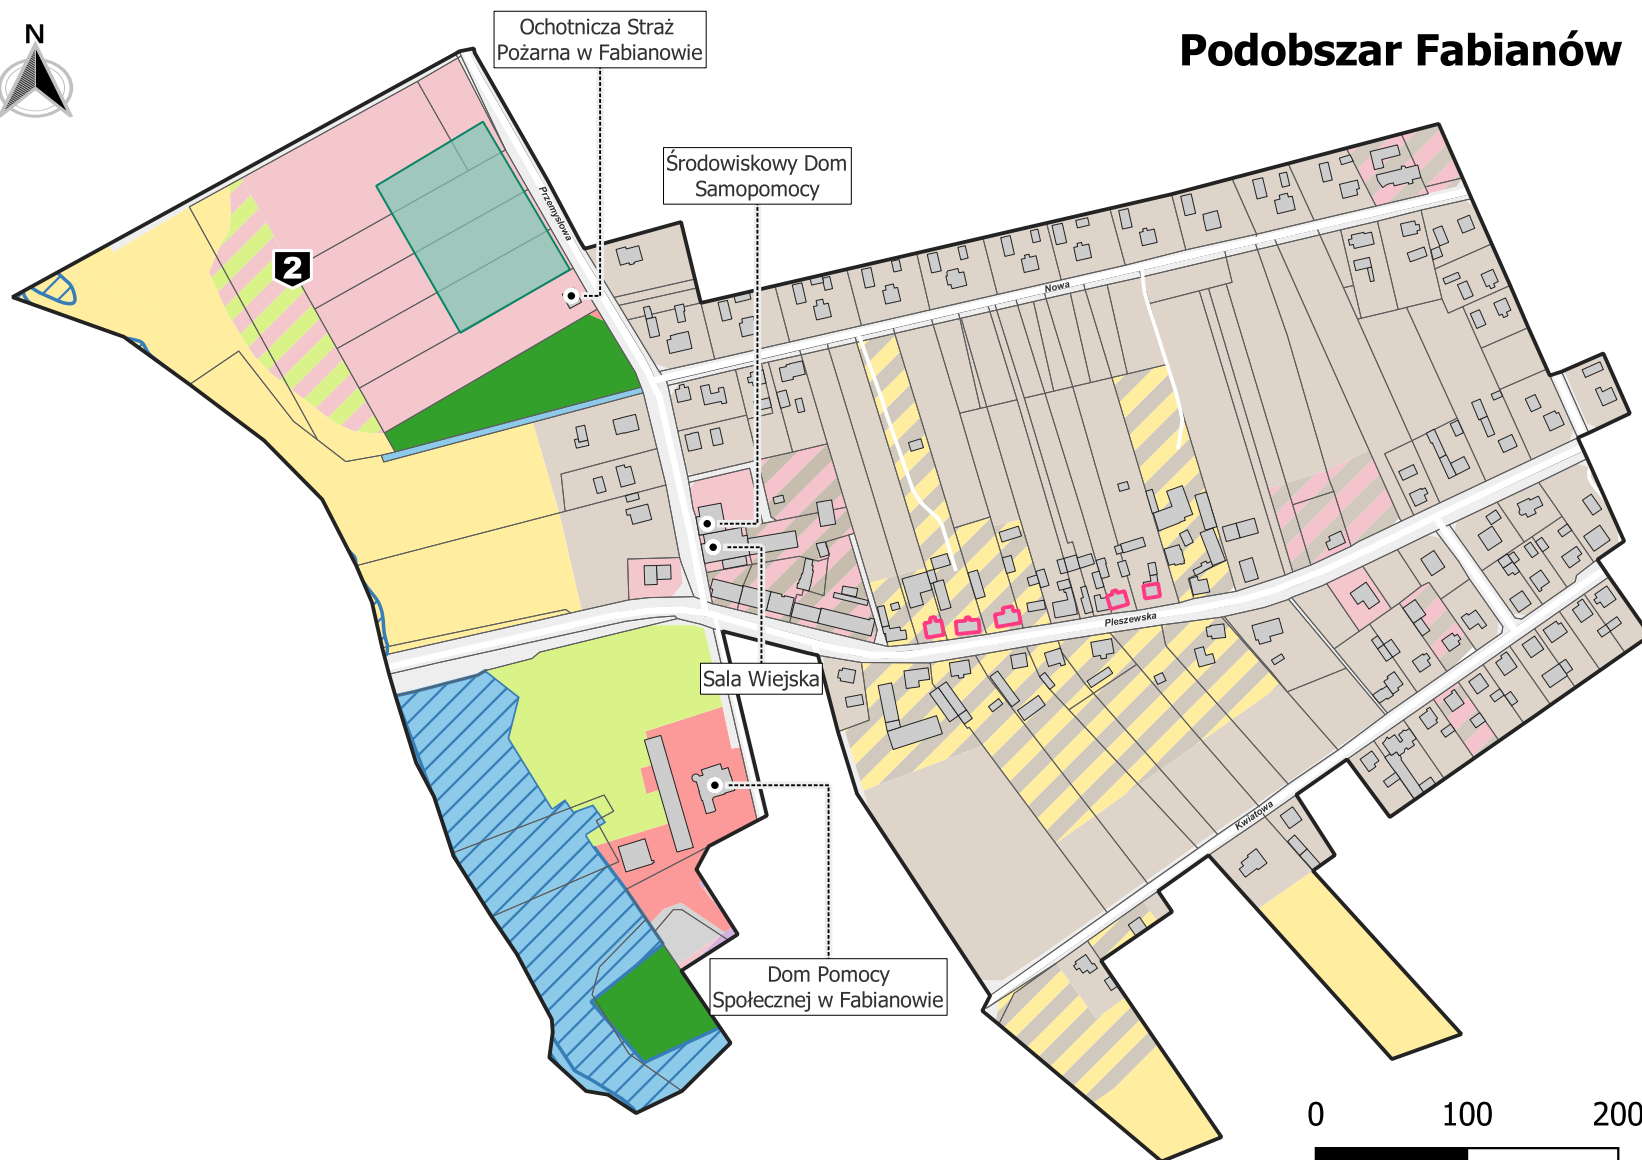 N
Ochotnicza Straż
Pożarna w Fabianowie
Podobszar Fabianów
Środowiskowy Dom
Samopomocy
Przemysłowa
2
Nowa
Pleszewska
Sala Wiejska
Kwiatowa
Dom Pomocy
Społecznej w Fabianowie
0 100 200